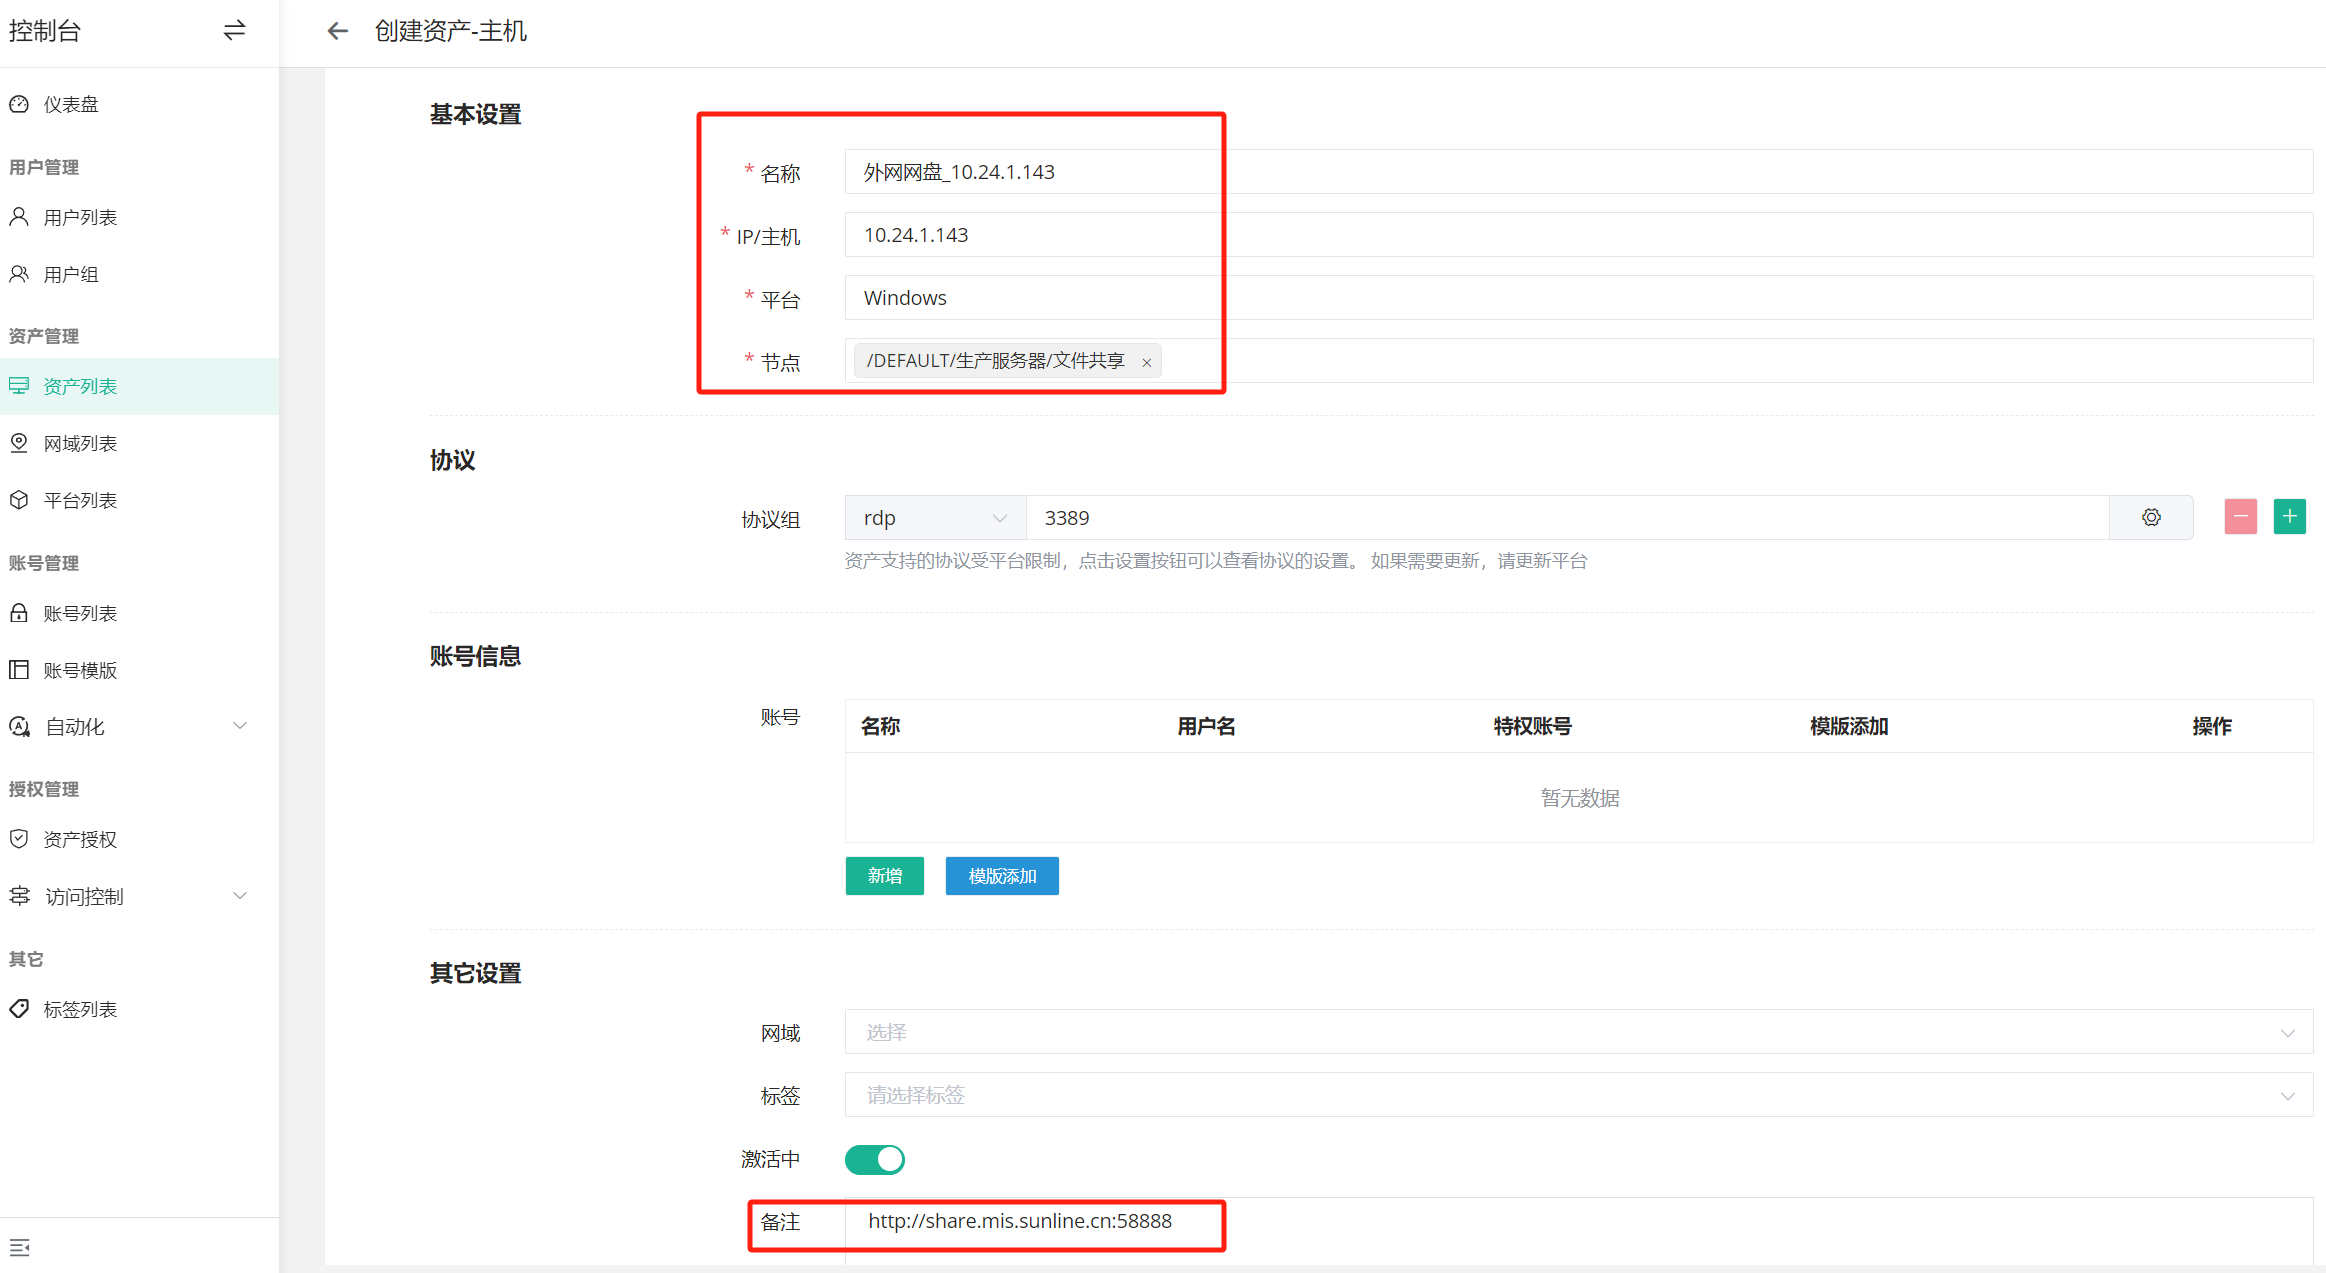 控制台
创建资产-主机
仪表盘
用户管理
用户列表
用户组
资产管理
资产列表
网域列表
平台列表
账号管理
账号列表
账号模版
自动化
授权管理
资产授权
访问控制
其它
标签列表
基本设置
* 名称 外网网盘_10.24.1.143
* IP/主机 10.24.1.143
* 平台 Windows
* 节点 /DEFAULT/生产服务器/文件共享 ×
协议
协议组 rdp 3389
资产支持的协议受平台限制，点击设置按钮可以查看协议的设置。 如果需要更新，请更新平台
账号信息
账号 名称 用户名 特权账号 模版添加 操作
暂无数据
新增 模版添加
其它设置
网域 选择
标签 请选择标签
激活中
备注 http://share.mis.sunline.cn:58888